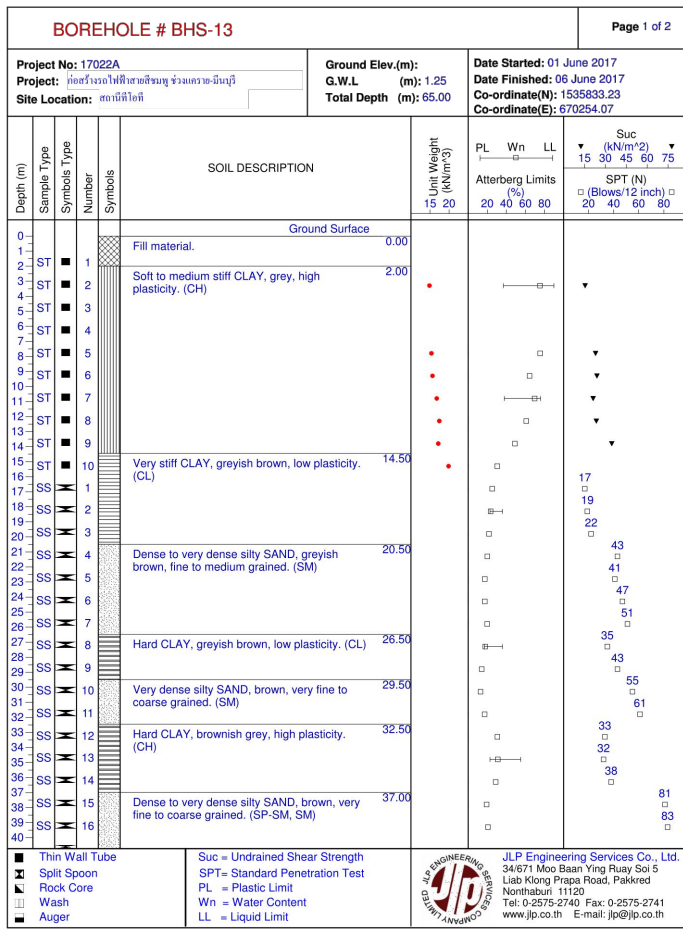 BOREHOLE # BHS-13
Page 1 of 2
Project No: 17022A
Project: ก่อสร้างรถไฟฟ้าสายสีชมพู ช่วงแคราย-มีนบุรี
Site Location: สถานีทีโอที
Ground Elev.(m):
G.W.L (m): 1.25
Total Depth (m): 65.00
Date Started: 01 June 2017
Date Finished: 06 June 2017
Co-ordinate(N): 1535833.23
Co-ordinate(E): 670254.07
Depth (m)
Sample Type
Symbols Type
Number
Symbols
SOIL DESCRIPTION
Unit Weight (kN/m^3)
15 20
PL Wn LL
Atterberg Limits
(%)
20 40 60 80
Suc
(kN/m^2)
15 30 45 60 75
SPT (N)
(Blows/12 inch)
20 40 60 80
Ground Surface
0
Fill material. 0.00
1
ST 1
2
Soft to medium stiff CLAY, grey, high plasticity. (CH) 2.00
3
ST 2
4
5
ST 3
6
ST 4
7
8
ST 5
9
ST 6
10
11
ST 7
12
ST 8
13
14
ST 9
15
Very stiff CLAY, greyish brown, low plasticity. (CL) 14.50
ST 10
16
17
SS 1 17
18
SS 2 19
19
20
SS 3 22
21
Dense to very dense silty SAND, greyish brown, fine to medium grained. (SM) 20.50
SS 4 43
22
23
SS 5 41
24
SS 6 47
25
26
SS 7 51
27
Hard CLAY, greyish brown, low plasticity. (CL) 26.50
SS 8 35
28
29
SS 9 43
30
Very dense silty SAND, brown, very fine to coarse grained. (SM) 29.50
SS 10 55
31
32
SS 11 61
33
Hard CLAY, brownish grey, high plasticity. (CH) 32.50
SS 12 33
34
35
SS 13 32
36
SS 14 38
37
Dense to very dense silty SAND, brown, very fine to coarse grained. (SP-SM, SM) 37.00
38
SS 15 81
39
SS 16 83
40
Thin Wall Tube
Split Spoon
Rock Core
Wash
Auger
Suc = Undrained Shear Strength
SPT= Standard Penetration Test
PL = Plastic Limit
Wn = Water Content
LL = Liquid Limit
JLP ENGINEERING SERVICES COMPANY LIMITED
Jlp
JLP Engineering Services Co., Ltd.
34/671 Moo Baan Ying Ruay Soi 5
Liab Klong Prapa Road, Pakkred
Nonthaburi 11120
Tel: 0-2575-2740 Fax: 0-2575-2741
www.jlp.co.th E-mail: jlp@jlp.co.th